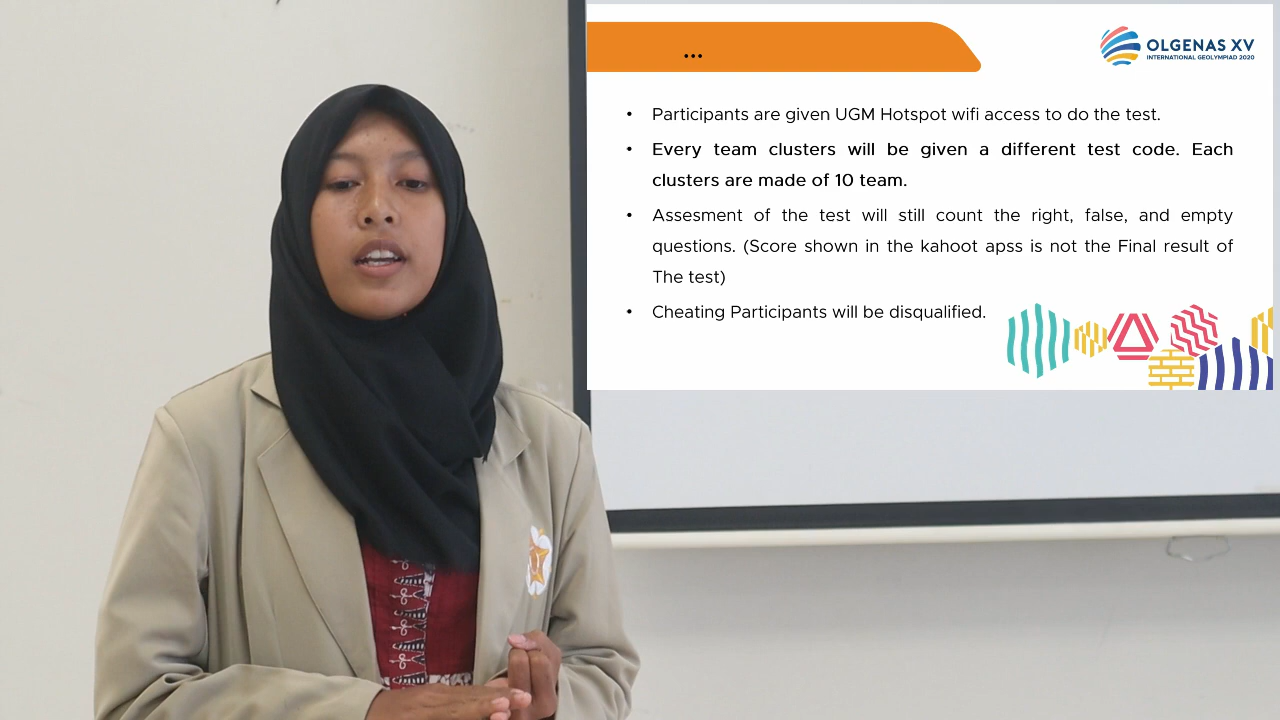 ...
OLGENAS XV
INTERNATIONAL GEOLYMPIAD 2020
• Participants are given UGM Hotspot wifi access to do the test.
• Every team clusters will be given a different test code. Each
clusters are made of 10 team.
• Assesment of the test will still count the right, false, and empty
questions. (Score shown in the kahoot apss is not the Final result of
The test)
• Cheating Participants will be disqualified.